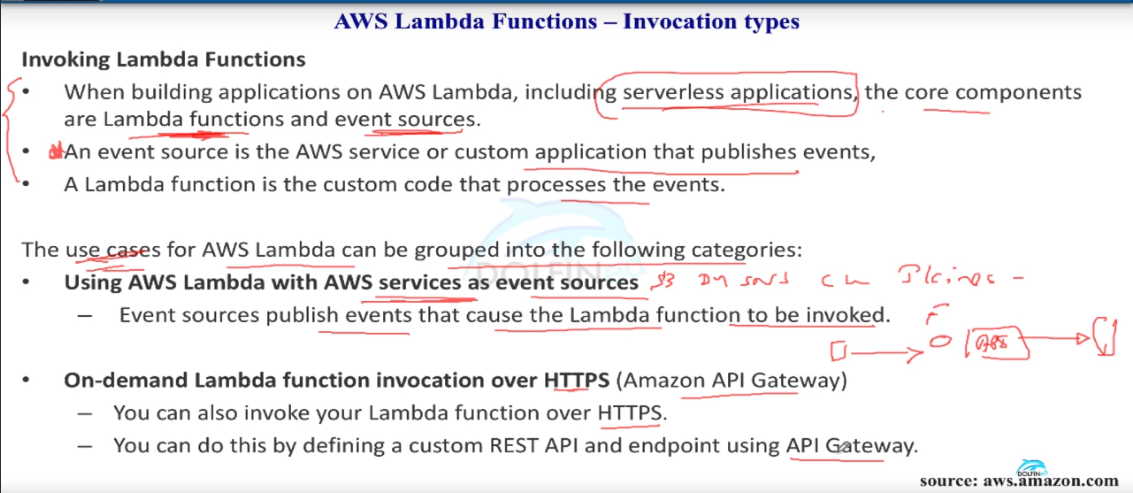 AWS Lambda Functions – Invocation types
Invoking Lambda Functions
• When building applications on AWS Lambda, including serverless applications, the core components
are Lambda functions and event sources.
• An event source is the AWS service or custom application that publishes events,
• A Lambda function is the custom code that processes the events.
The use cases for AWS Lambda can be grouped into the following categories:
DOLFIN
• Using AWS Lambda with AWS services as event sources S3
– Event sources publish events that cause the Lambda function to be invoked.
• On-demand Lambda function invocation over HTTPS (Amazon API Gateway)
– You can also invoke your Lambda function over HTTPS.
– You can do this by defining a custom REST API and endpoint using API Gateway.
DOLFIN
source: aws.amazon.com